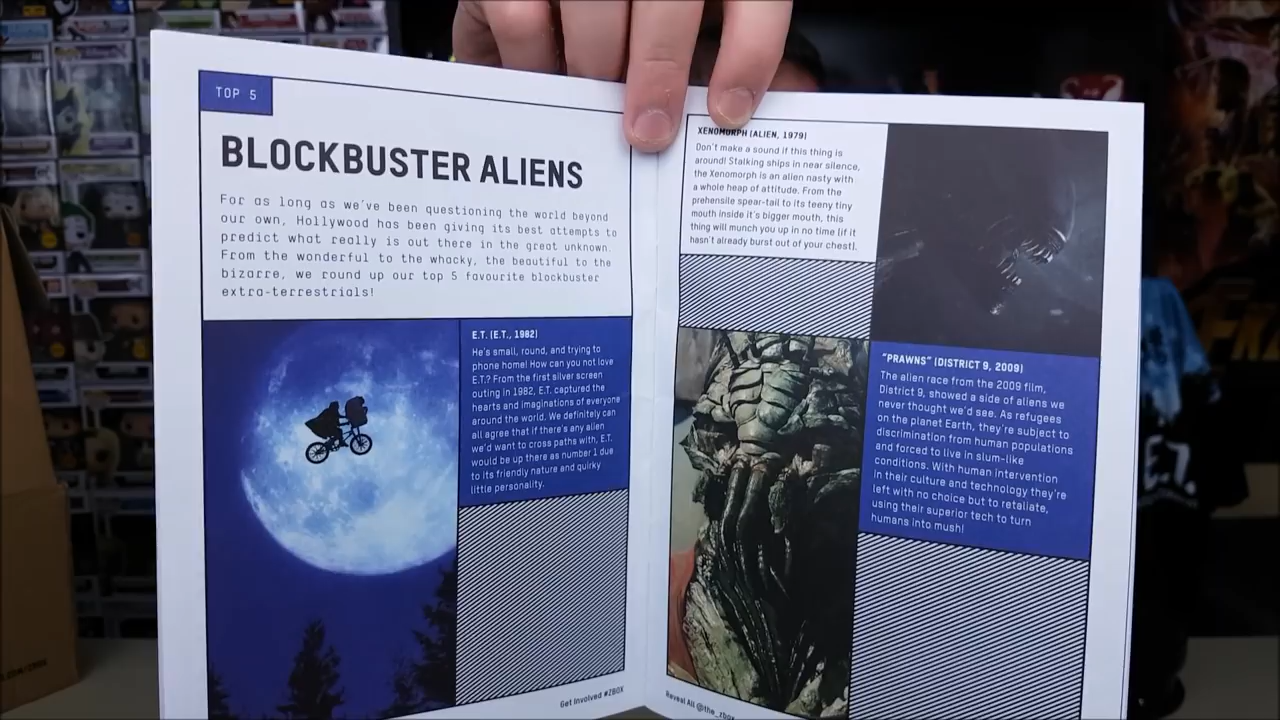 TOP 5
BLOCKBUSTER ALIENS
For as long as we've been questioning the world beyond
our own, Hollywood has been giving its best attempts to
predict what really is out there in the great unknown.
From the wonderful to the whacky, the beautiful to the
bizarre, we round up our top 5 favourite blockbuster
extra-terrestrials!
E.T. (E.T., 1982)
He's small, round, and trying to
phone home! How can you not love
E.T.? From the first silver screen
outing in 1982, E.T. captured the
hearts and imaginations of everyone
around the world. We definitely can
all agree that if there's any alien
we'd want to cross paths with, E.T.
would be up there as number 1 due
to its friendly nature and quirky
little personality.
Get Involved #ZBOX
XENOMORPH (ALIEN, 1979)
Don't make a sound if this thing is
around! Stalking ships in near silence,
the Xenomorph is an alien nasty with
a whole heap of attitude. From the
prehensile spear-tail to its teeny tiny
mouth inside it's bigger mouth, this
thing will munch you up in no time (if it
hasn't already burst out of your chest).
"PRAWNS" (DISTRICT 9, 2009)
The alien race from the 2009 film,
District 9, showed a side of aliens we
never thought we'd see. As refugees
on the planet Earth, they're subject to
discrimination from human populations
and forced to live in slum-like
conditions. With human intervention
in their culture and technology they're
left with no choice but to retaliate,
using their superior tech to turn
humans into mush!
Reveal All @the_zbox
E.T.